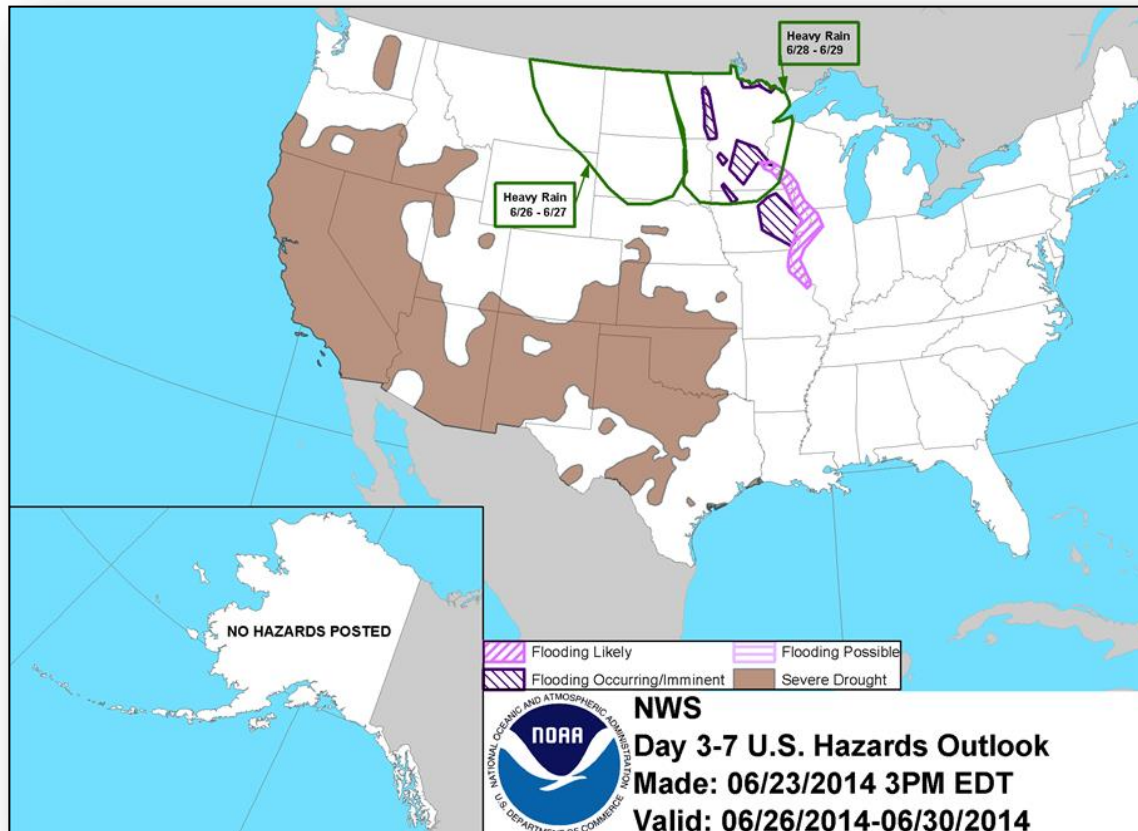 Heavy Rain
6/28 - 6/29
Heavy Rain
6/26 - 6/27
NO HAZARDS POSTED
Flooding Likely
Flooding Possible
Flooding Occurring/Imminent
Severe Drought
NATIONAL OCEANIC AND ATMOSPHERIC ADMINISTRATION
NOAA
U.S. DEPARTMENT OF COMMERCE
NWS
Day 3-7 U.S. Hazards Outlook
Made: 06/23/2014 3PM EDT
Valid: 06/26/2014-06/30/2014